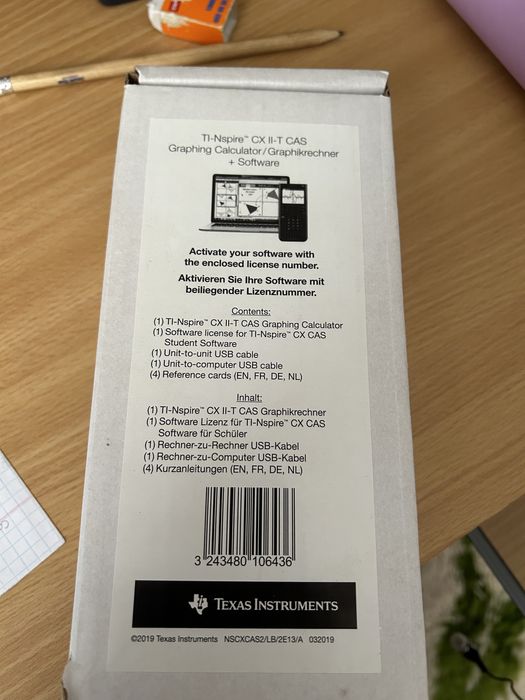 TI-Nspire™ CX II-T CAS
Graphing Calculator/Graphikrechner
+ Software
Activate your software with
the enclosed license number.
Aktivieren Sie Ihre Software mit
beiliegender Lizenznummer.
Contents:
(1) TI-Nspire™ CX II-T CAS Graphing Calculator
(1) Software license for TI-Nspire™ CX CAS
Student Software
(1) Unit-to-unit USB cable
(1) Unit-to-computer USB cable
(4) Reference cards (EN, FR, DE, NL)
Inhalt:
(1) TI-Nspire™ CX II-T CAS Graphikrechner
(1) Software Lizenz für TI-Nspire™ CX CAS
Software für Schüler
(1) Rechner-zu-Rechner USB-Kabel
(1) Rechner-zu-Computer USB-Kabel
(4) Kurzanleitungen (EN, FR, DE, NL)
3 243480 106436
TEXAS INSTRUMENTS
©2019 Texas Instruments NSCXCAS2/LB/2E13/A 032019